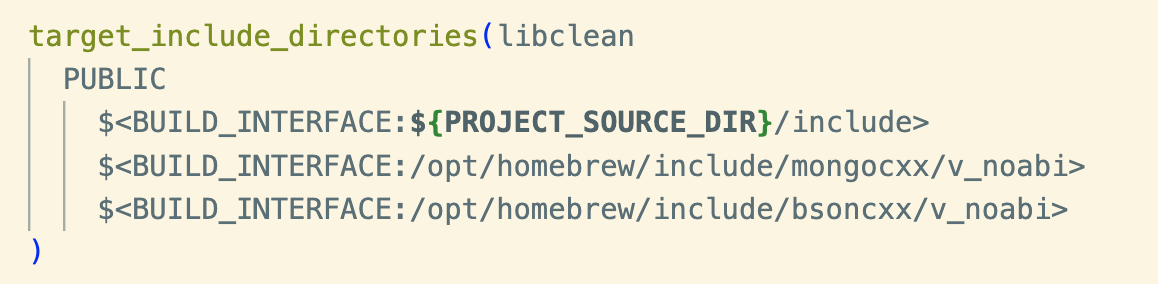 target_include_directories(libclean
PUBLIC
$<BUILD_INTERFACE:${PROJECT_SOURCE_DIR}/include>
$<BUILD_INTERFACE:/opt/homebrew/include/mongocxx/v_noabi>
$<BUILD_INTERFACE:/opt/homebrew/include/bsoncxx/v_noabi>
)